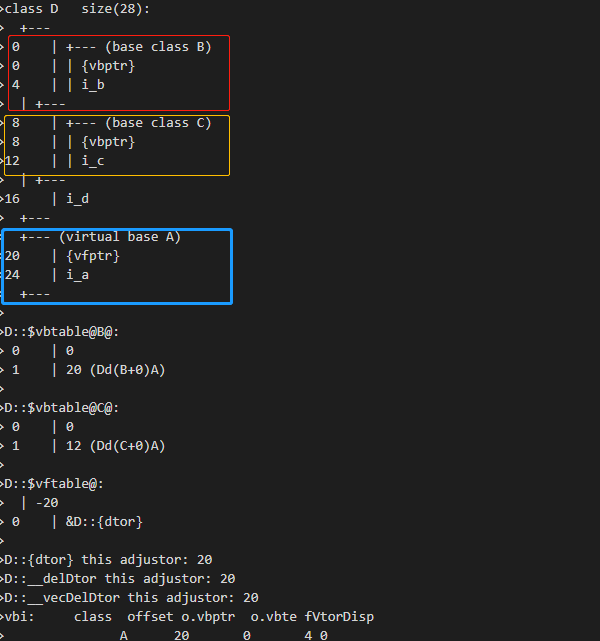 >class D   size(28):
>  +---
> 0    | +--- (base class B)
> 0    | | {vbptr}
> 4    | | i_b
>  | +---
> 8    | +--- (base class C)
> 8    | | {vbptr}
>12    | | i_c
>  | +---
>16    | i_d
>  +---
>  +--- (virtual base A)
>20    | {vfptr}
>24    | i_a
>  +---
>
>D::$vbtable@B@:
> 0    | 0
> 1    | 20 (Dd(B+0)A)
>
>D::$vbtable@C@:
> 0    | 0
> 1    | 12 (Dd(C+0)A)
>
>D::$vftable@:
>  | -20
> 0    | &D::{dtor}
>
>D::{dtor} this adjustor: 20
>D::__delDtor this adjustor: 20
>D::__vecDelDtor this adjustor: 20
>vbi:     class  offset o.vbptr  o.vbte fVtorDisp
>               A      20       0       4 0